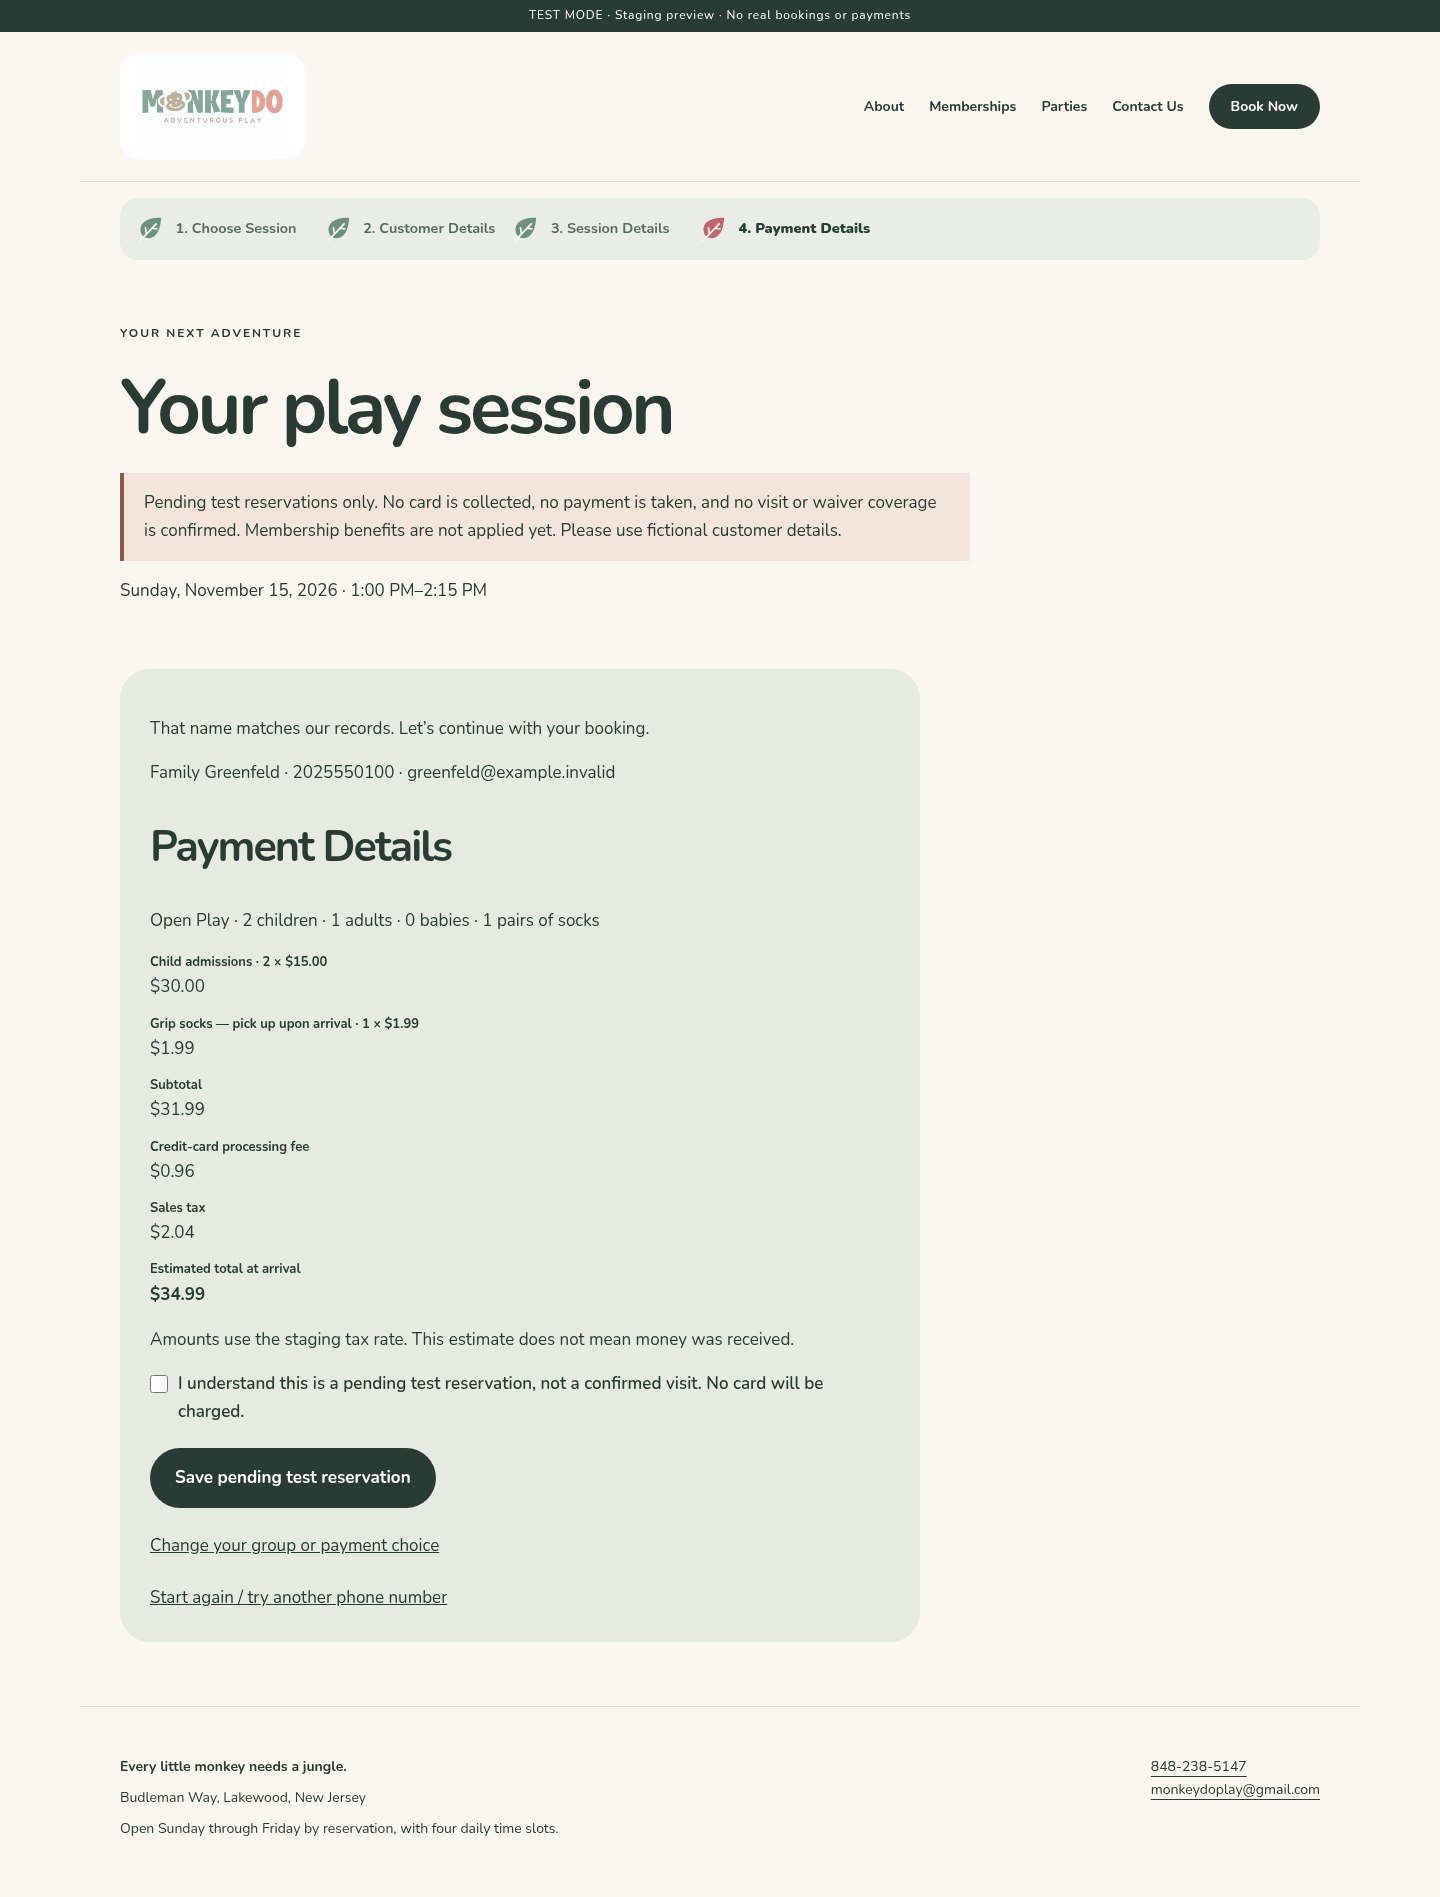 TEST MODE · Staging preview · No real bookings or payments
MONKEYDO
ADVENTUROUS PLAY
About
Memberships
Parties
Contact Us
Book Now
1. Choose Session
2. Customer Details
3. Session Details
4. Payment Details
YOUR NEXT ADVENTURE
Your play session
Pending test reservations only. No card is collected, no payment is taken, and no visit or waiver coverage
is confirmed. Membership benefits are not applied yet. Please use fictional customer details.
Sunday, November 15, 2026 · 1:00 PM–2:15 PM
That name matches our records. Let’s continue with your booking.
Family Greenfeld · 2025550100 · greenfeld@example.invalid
Payment Details
Open Play · 2 children · 1 adults · 0 babies · 1 pairs of socks
Child admissions · 2 × $15.00
$30.00
Grip socks — pick up upon arrival · 1 × $1.99
$1.99
Subtotal
$31.99
Credit-card processing fee
$0.96
Sales tax
$2.04
Estimated total at arrival
$34.99
Amounts use the staging tax rate. This estimate does not mean money was received.
I understand this is a pending test reservation, not a confirmed visit. No card will be
charged.
Save pending test reservation
Change your group or payment choice
Start again / try another phone number
Every little monkey needs a jungle.
Budleman Way, Lakewood, New Jersey
Open Sunday through Friday by reservation, with four daily time slots.
848-238-5147
monkeydoplay@gmail.com